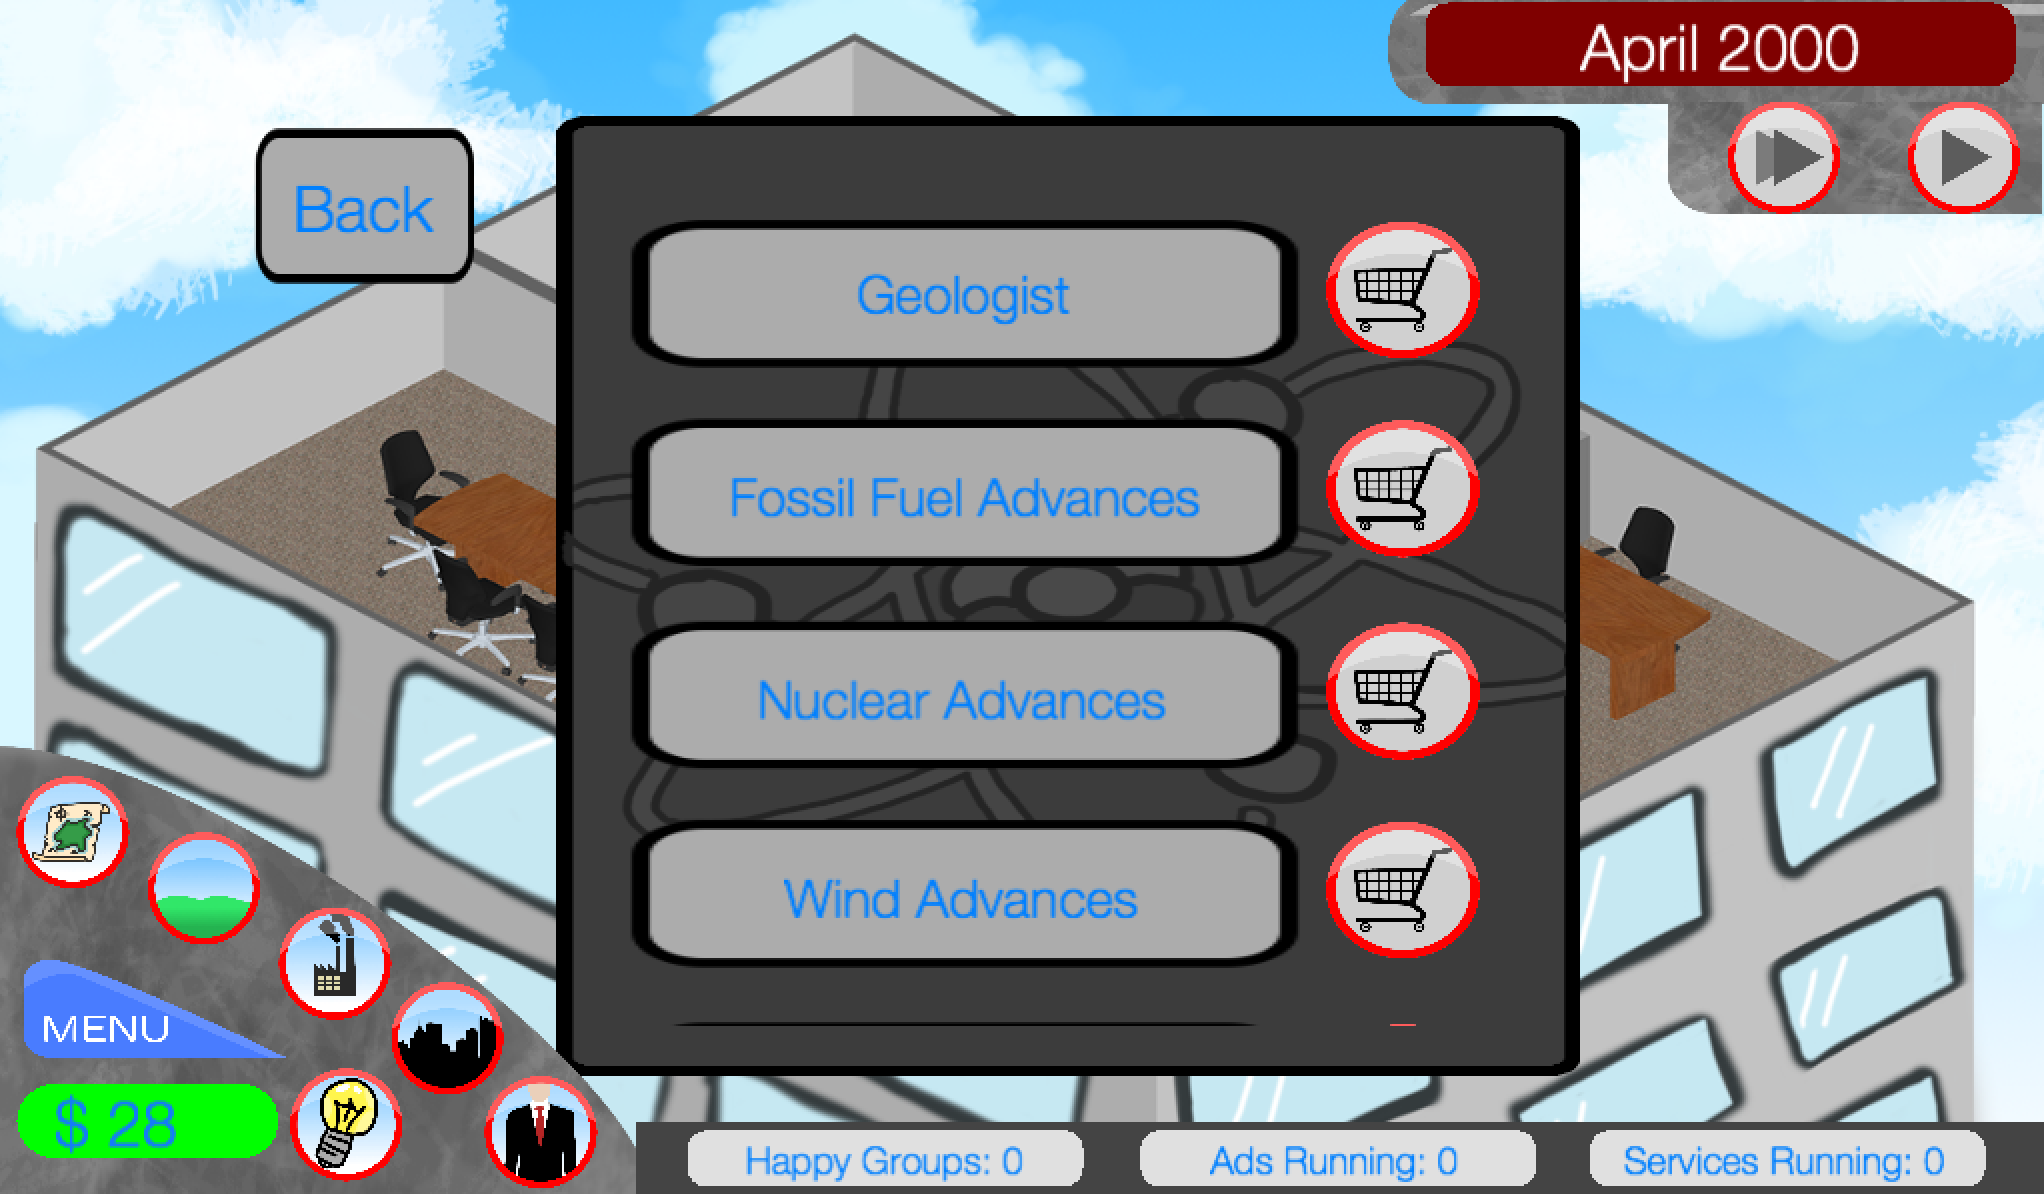 April 2000
Back
Geologist
Fossil Fuel Advances
Nuclear Advances
Wind Advances
MENU
$ 28
Happy Groups: 0
Ads Running: 0
Services Running: 0